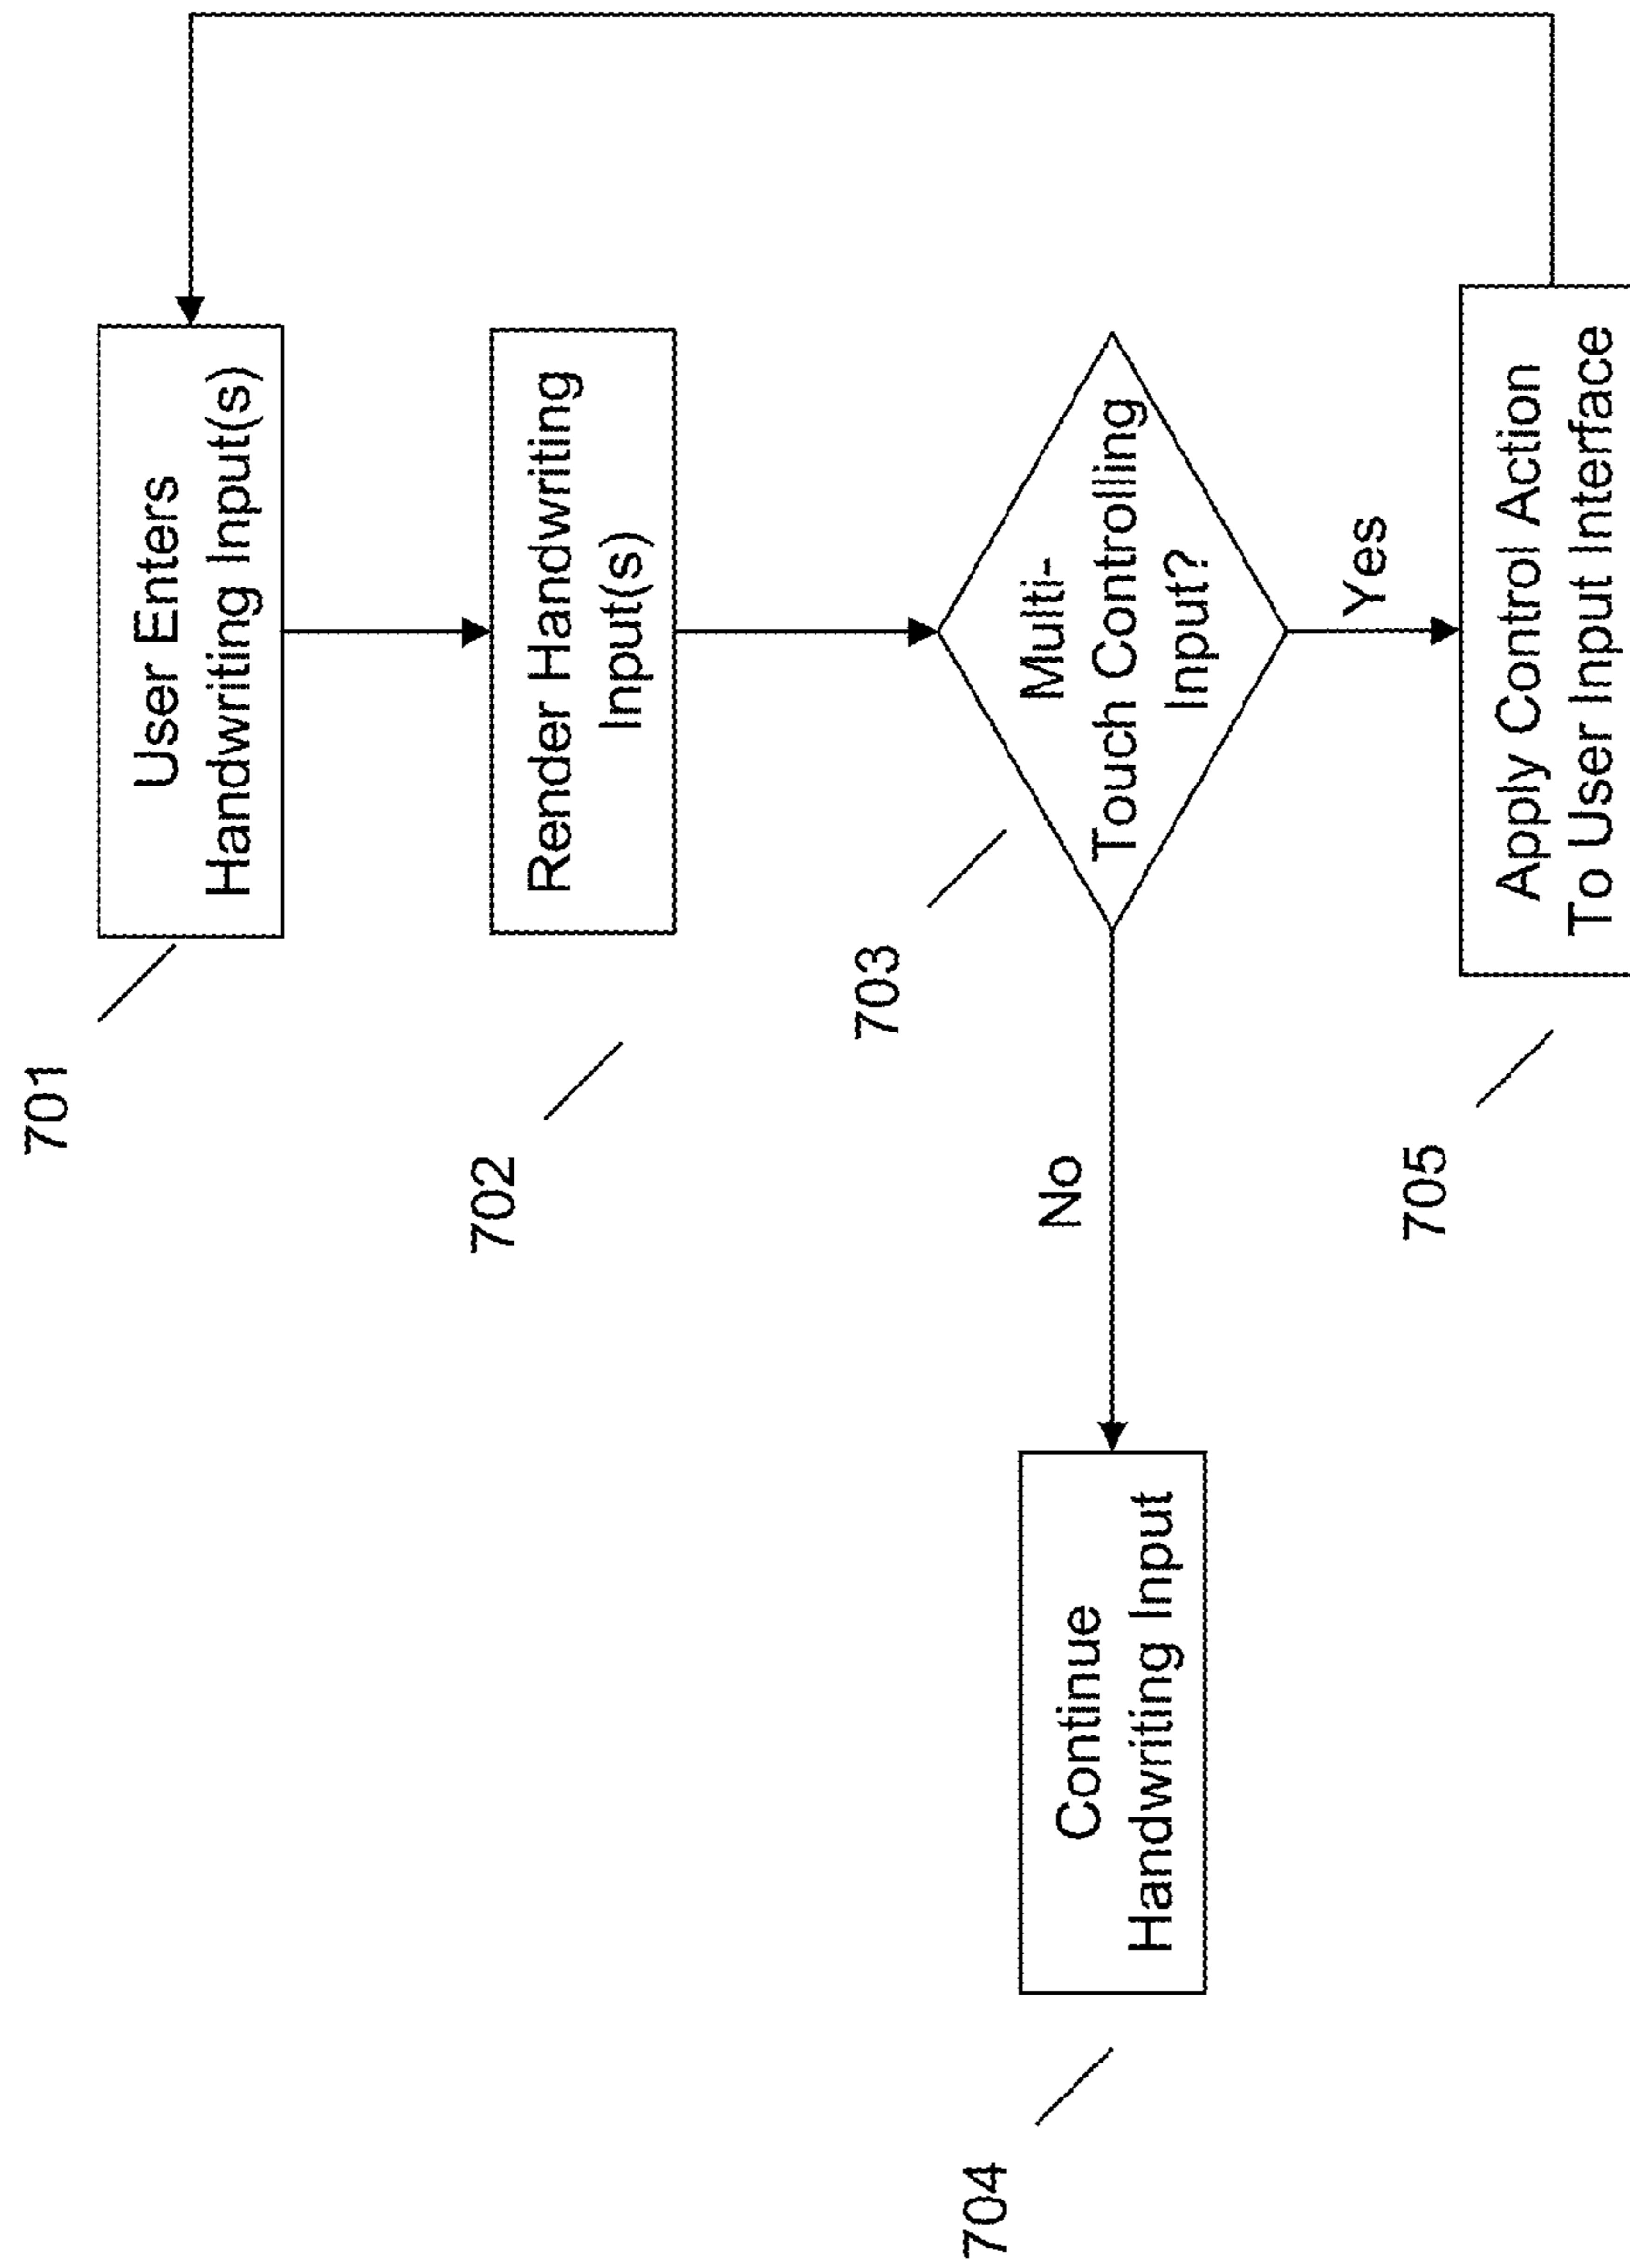 701
User Enters
Handwriting Input(s)
702
Render Handwriting
Input(s)
703
Multi-
Touch Controlling
Input?
No
Yes
704
Continue
Handwriting Input
705
Apply Control Action
To User Input Interface